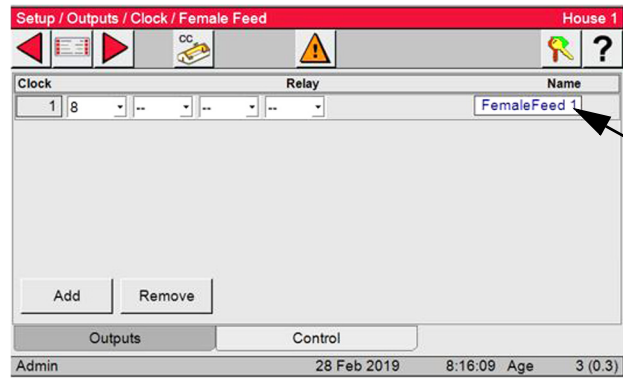 Setup / Outputs / Clock / Female Feed House 1
CC
?
Clock Relay Name
1 8 -- -- -- FemaleFeed 1
Add Remove
Outputs Control
Admin 28 Feb 2019 8:16:09 Age 3 (0.3)